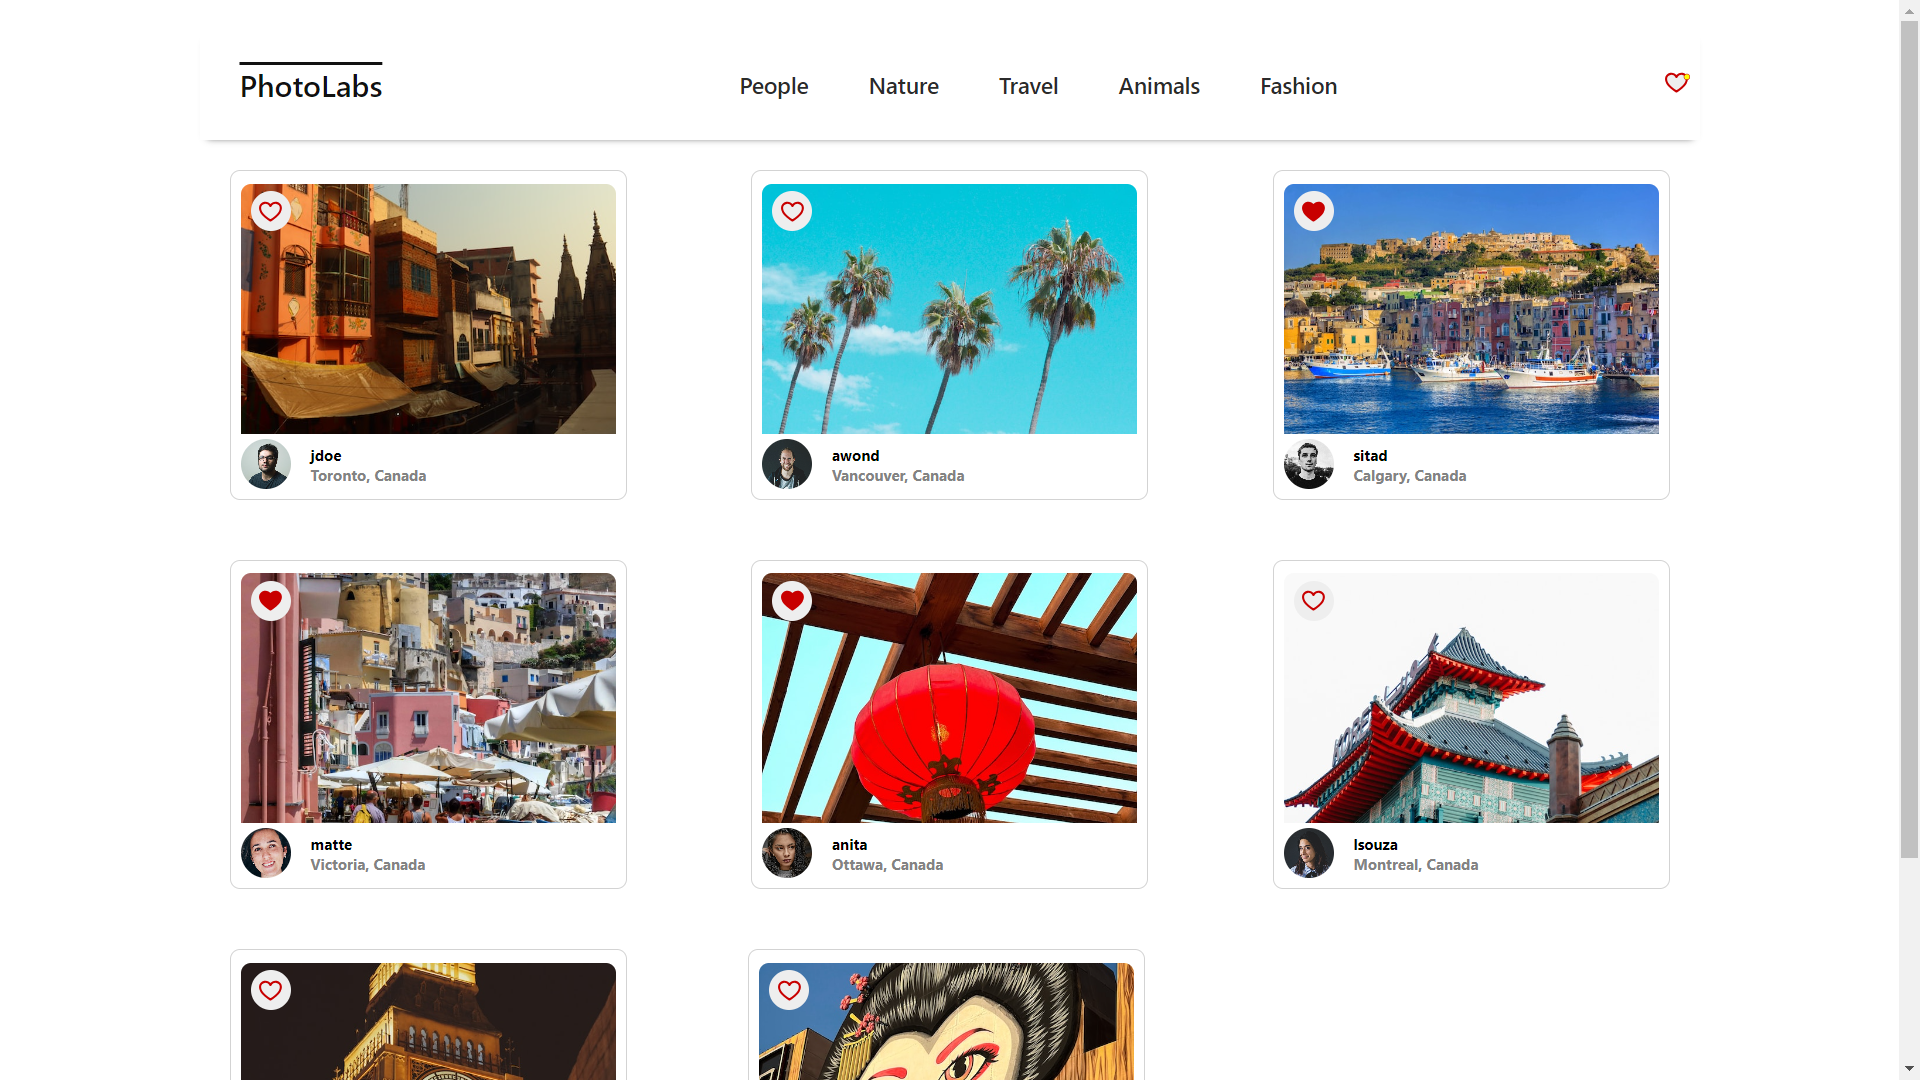 PhotoLabs
People
Nature
Travel
Animals
Fashion
jdoe
Toronto, Canada
awond
Vancouver, Canada
sitad
Calgary, Canada
matte
Victoria, Canada
anita
Ottawa, Canada
lsouza
Montreal, Canada